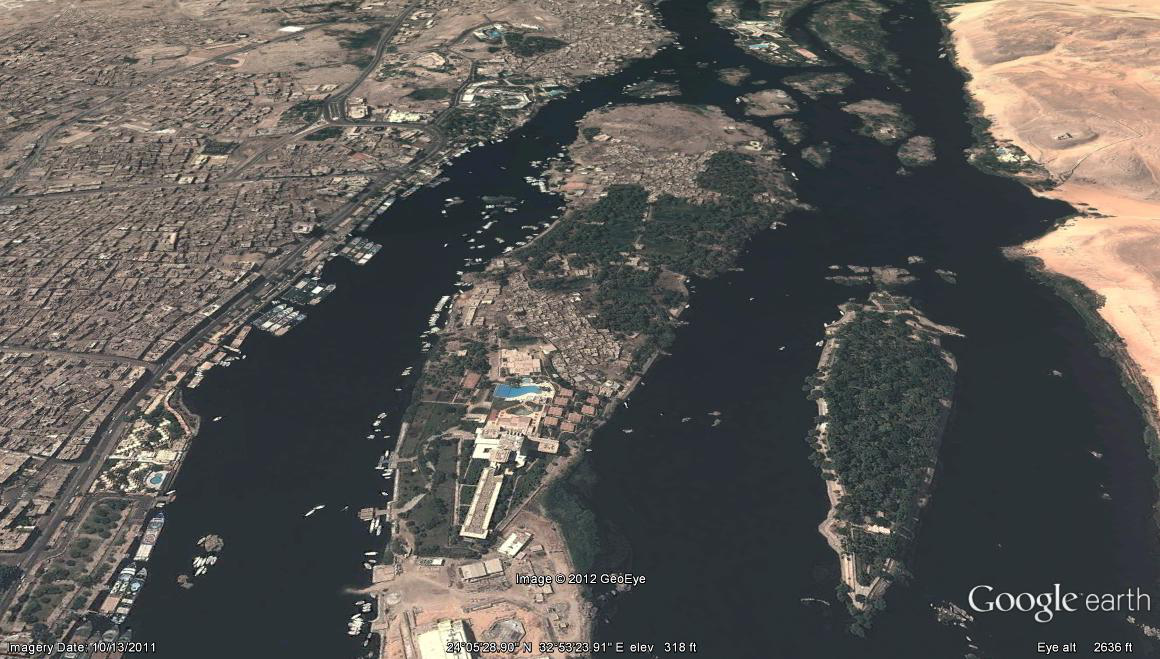 Image © 2012 GeoEye
Google earth
Imagery Date: 10/13/2011
24°05'28.90" N 32°53'23.91" E elev 318 ft
Eye alt 2636 ft